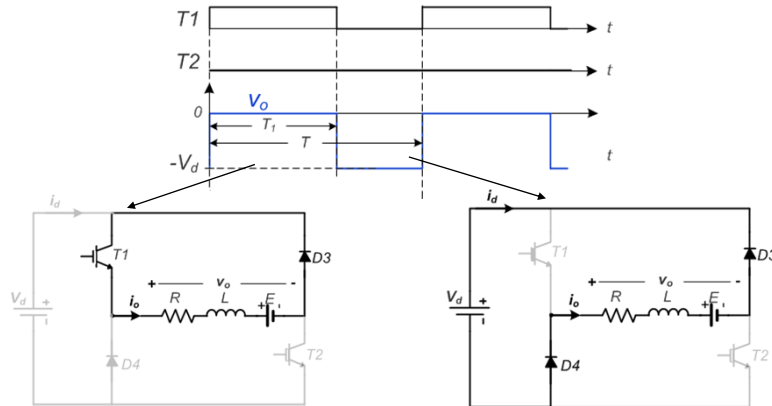 T1
t
T2
t
0
Vo
T1
T
-Vd
t
id
T1
D3
+ vo -
io R L + E -
Vd + -
D4
T2
id
T1
D3
+ vo -
Vd + -
io R L + E -
D4
T2